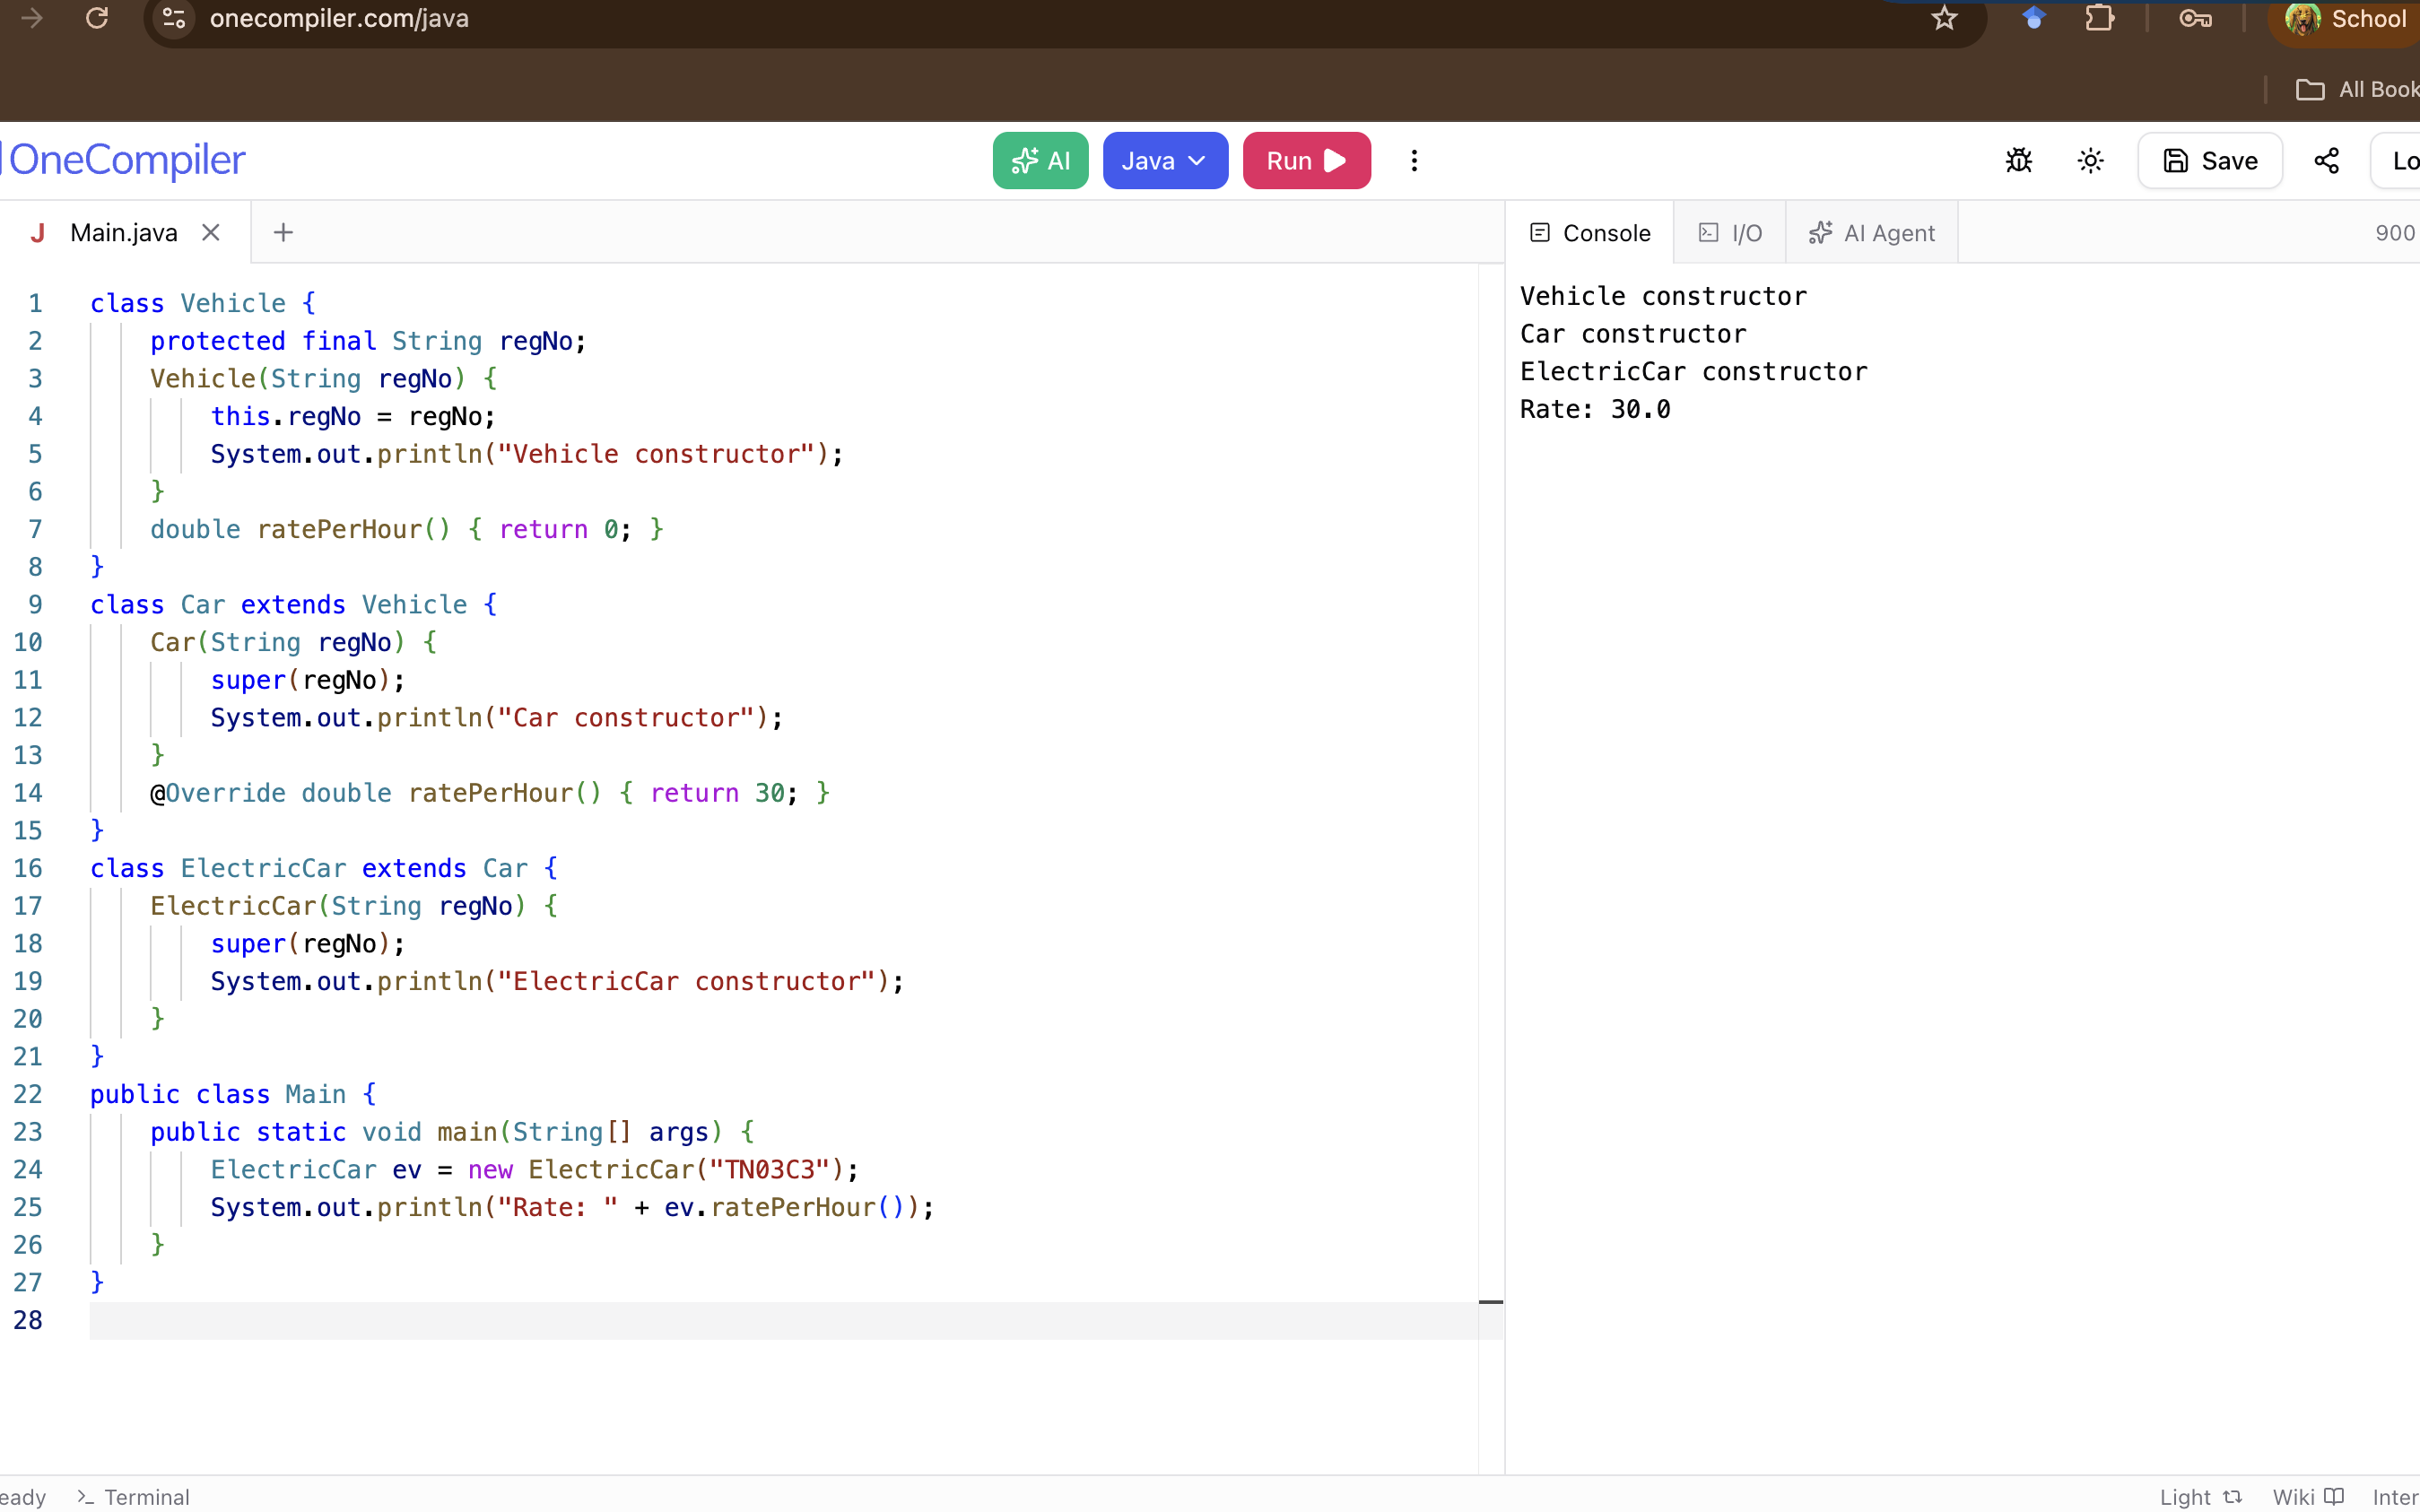 onecompiler.com/java
School
All Book
OneCompiler
AI
Java
Run
Save
Lo
J Main.java
Console
I/O
AI Agent
900
1 class Vehicle {
2     protected final String regNo;
3     Vehicle(String regNo) {
4         this.regNo = regNo;
5         System.out.println("Vehicle constructor");
6     }
7     double ratePerHour() { return 0; }
8 }
9 class Car extends Vehicle {
10     Car(String regNo) {
11         super(regNo);
12         System.out.println("Car constructor");
13     }
14     @Override double ratePerHour() { return 30; }
15 }
16 class ElectricCar extends Car {
17     ElectricCar(String regNo) {
18         super(regNo);
19         System.out.println("ElectricCar constructor");
20     }
21 }
22 public class Main {
23     public static void main(String[] args) {
24         ElectricCar ev = new ElectricCar("TN03C3");
25         System.out.println("Rate: " + ev.ratePerHour());
26     }
27 }
28
Vehicle constructor
Car constructor
ElectricCar constructor
Rate: 30.0
eady
Terminal
Light
Wiki
Inter